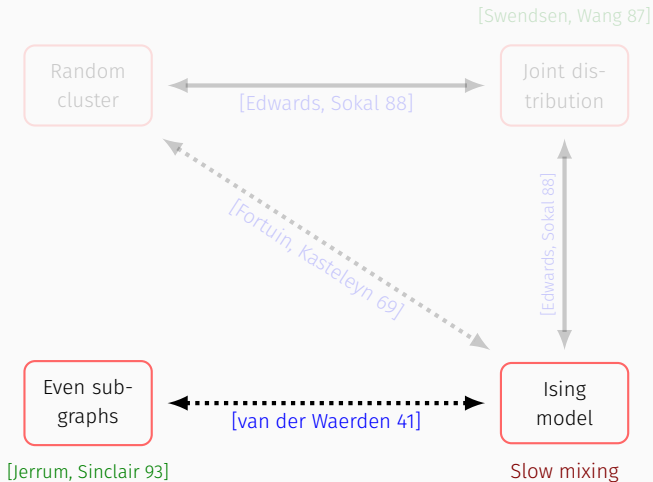 [Swendsen, Wang 87]
Random
cluster
[Edwards, Sokal 88]
Joint dis-
tribution
[Fortuin, Kasteleyn 69]
[Edwards, Sokal 88]
Even sub-
graphs
[van der Waerden 41]
Ising
model
[Jerrum, Sinclair 93]
Slow mixing